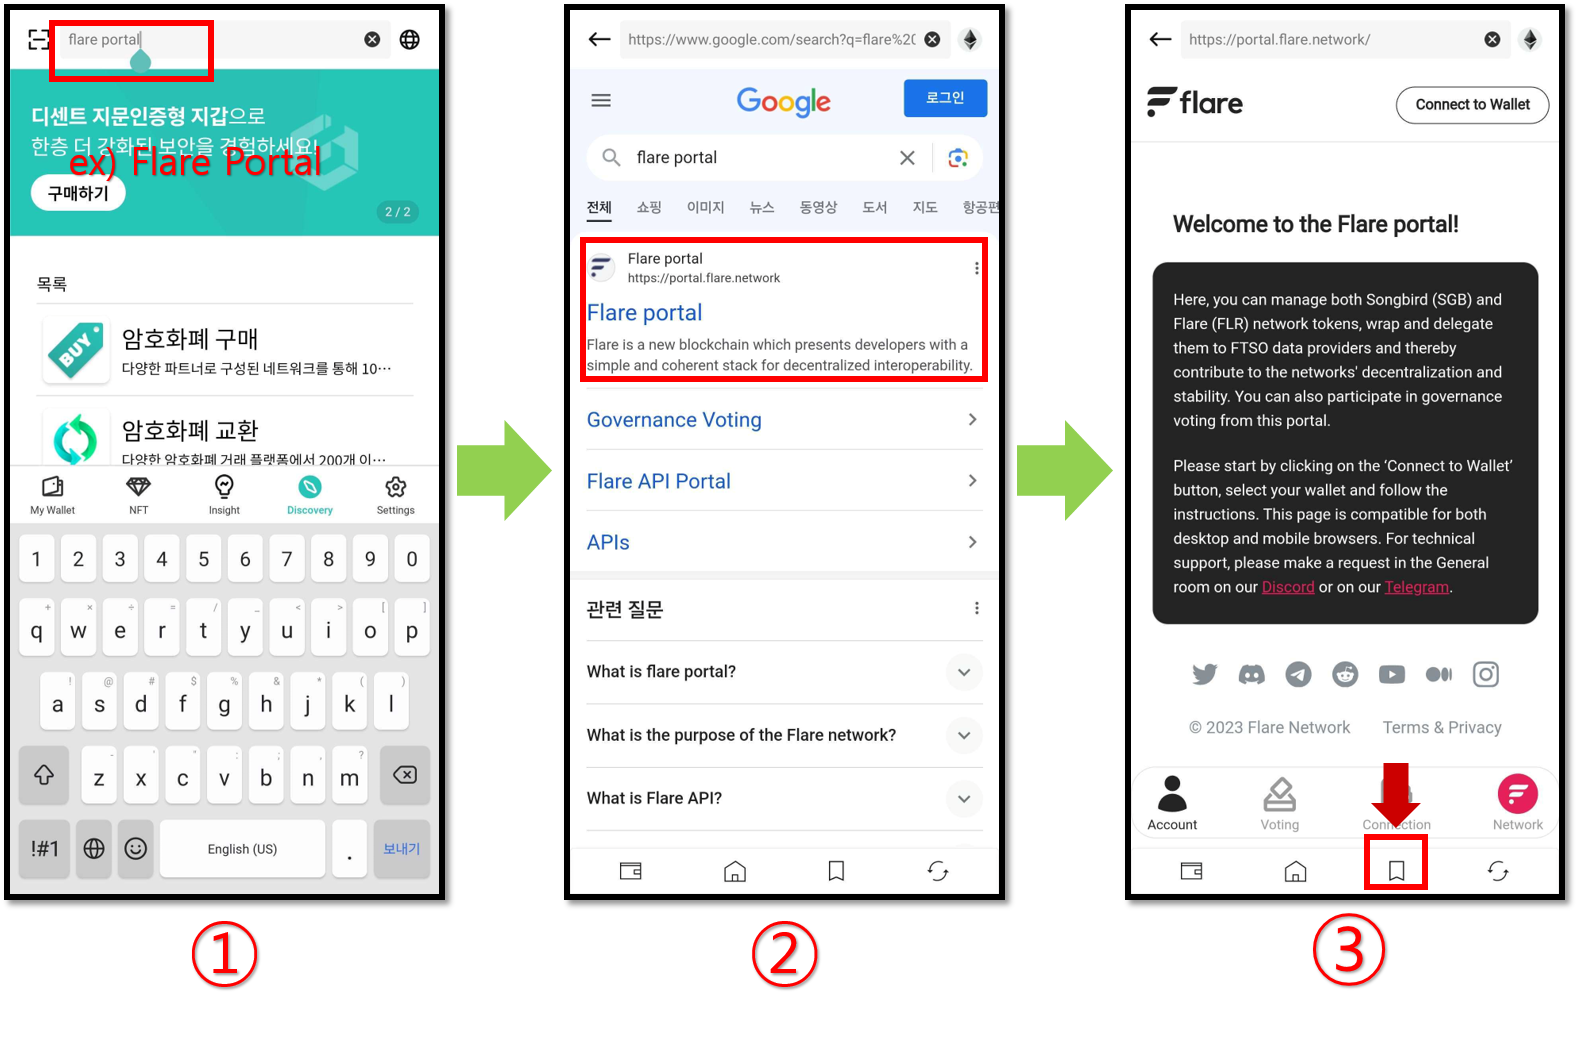 flare portal
디센트 지문인증형 지갑으로
한층 더 강화된 보안을 경험하세요!
ex) Flare Portal
구매하기
2 / 2
목록
암호화폐 구매
다양한 파트너로 구성된 네트워크를 통해 10···
암호화폐 교환
다양한 암호화폐 거래 플랫폼에서 200개 이···
My Wallet NFT Insight Discovery Settings
1 2 3 4 5 6 7 8 9 0
+ × ÷ = / _ < > [ ]
q w e r t y u i o p
! @ # $ % & * ( )
a s d f g h j k l
- ' " : ; , ?
z x c v b n m
!#1 English (US) . 보내기
①
https://www.google.com/search?q=flare%2(
Google
로그인
flare portal
전체 쇼핑 이미지 뉴스 동영상 도서 지도 항공편
Flare portal
https://portal.flare.network
Flare portal
Flare is a new blockchain which presents developers with a
simple and coherent stack for decentralized interoperability.
Governance Voting
Flare API Portal
APIs
관련 질문
What is flare portal?
What is the purpose of the Flare network?
What is Flare API?
②
https://portal.flare.network/
flare
Connect to Wallet
Welcome to the Flare portal!
Here, you can manage both Songbird (SGB) and
Flare (FLR) network tokens, wrap and delegate
them to FTSO data providers and thereby
contribute to the networks' decentralization and
stability. You can also participate in governance
voting from this portal.
Please start by clicking on the ‘Connect to Wallet’
button, select your wallet and follow the
instructions. This page is compatible for both
desktop and mobile browsers. For technical
support, please make a request in the General
room on our Discord or on our Telegram.
© 2023 Flare Network Terms & Privacy
Account Voting Connection Network
③
BUY